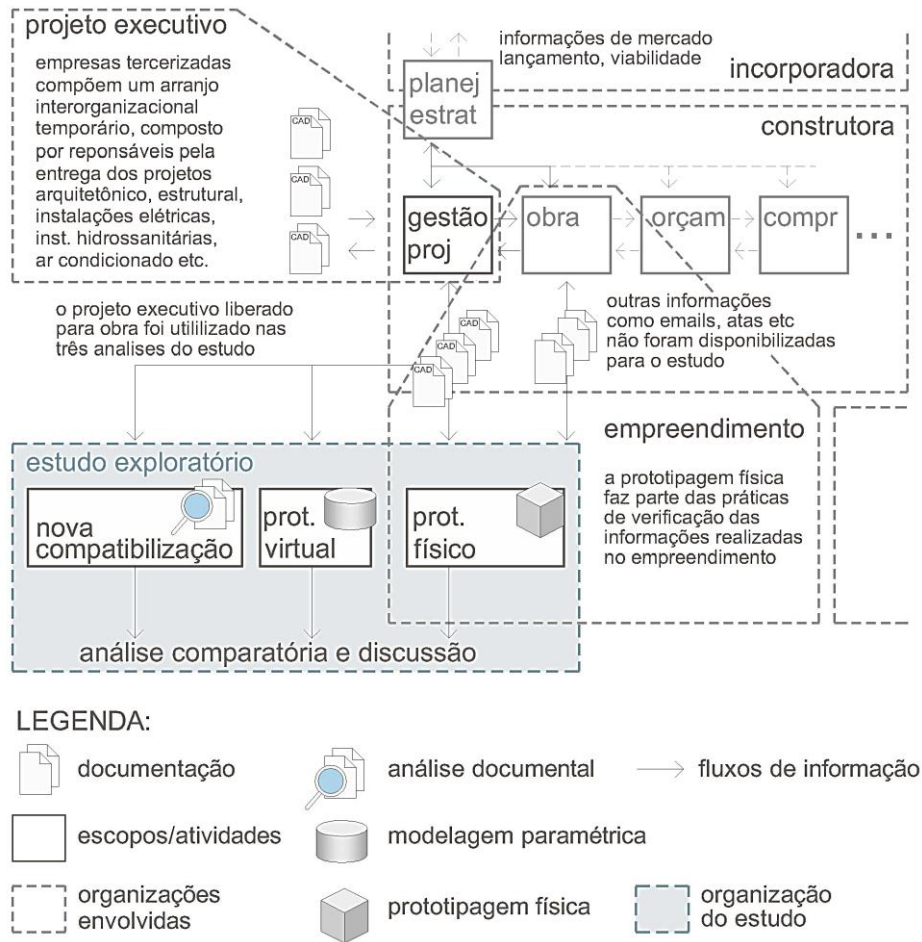 projeto executivo
empresas tercerizadas
compõem um arranjo
interorganizacional
temporário, composto
por reponsáveis pela
entrega dos projetos
arquitetônico, estrutural,
instalações elétricas,
inst. hidrossanitárias,
ar condicionado etc.
CAD
CAD
CAD
informações de mercado
lançamento, viabilidade
incorporadora
planej
estrat
construtora
gestão
proj
obra
orçam
compr
...
o projeto executivo liberado
para obra foi utililizado nas
três analises do estudo
CAD
CAD
CAD
outras informações
como emails, atas etc
não foram disponibilizadas
para o estudo
empreendimento
a prototipagem física
faz parte das práticas
de verificação das
informações realizadas
no empreendimento
estudo exploratório
nova
compatibilização
prot.
virtual
prot.
físico
análise comparatória e discussão
LEGENDA:
documentação
análise documental
fluxos de informação
escopos/atividades
modelagem paramétrica
organizações
envolvidas
prototipagem física
organização
do estudo